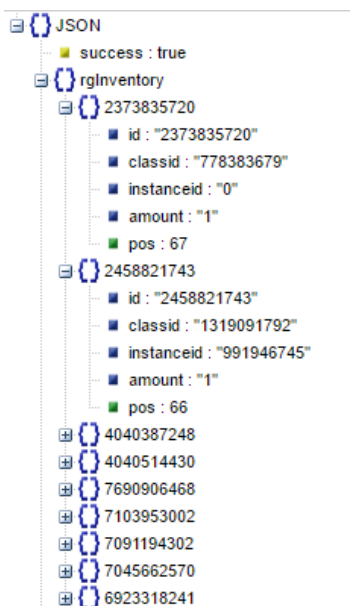 JSON
success : true
rgInventory
2373835720
id : "2373835720"
classid : "778383679"
instanceid : "0"
amount : "1"
pos : 67
2458821743
id : "2458821743"
classid : "1319091792"
instanceid : "991946745"
amount : "1"
pos : 66
4040387248
4040514430
7690906468
7103953002
7091194302
7045662570
6923318241